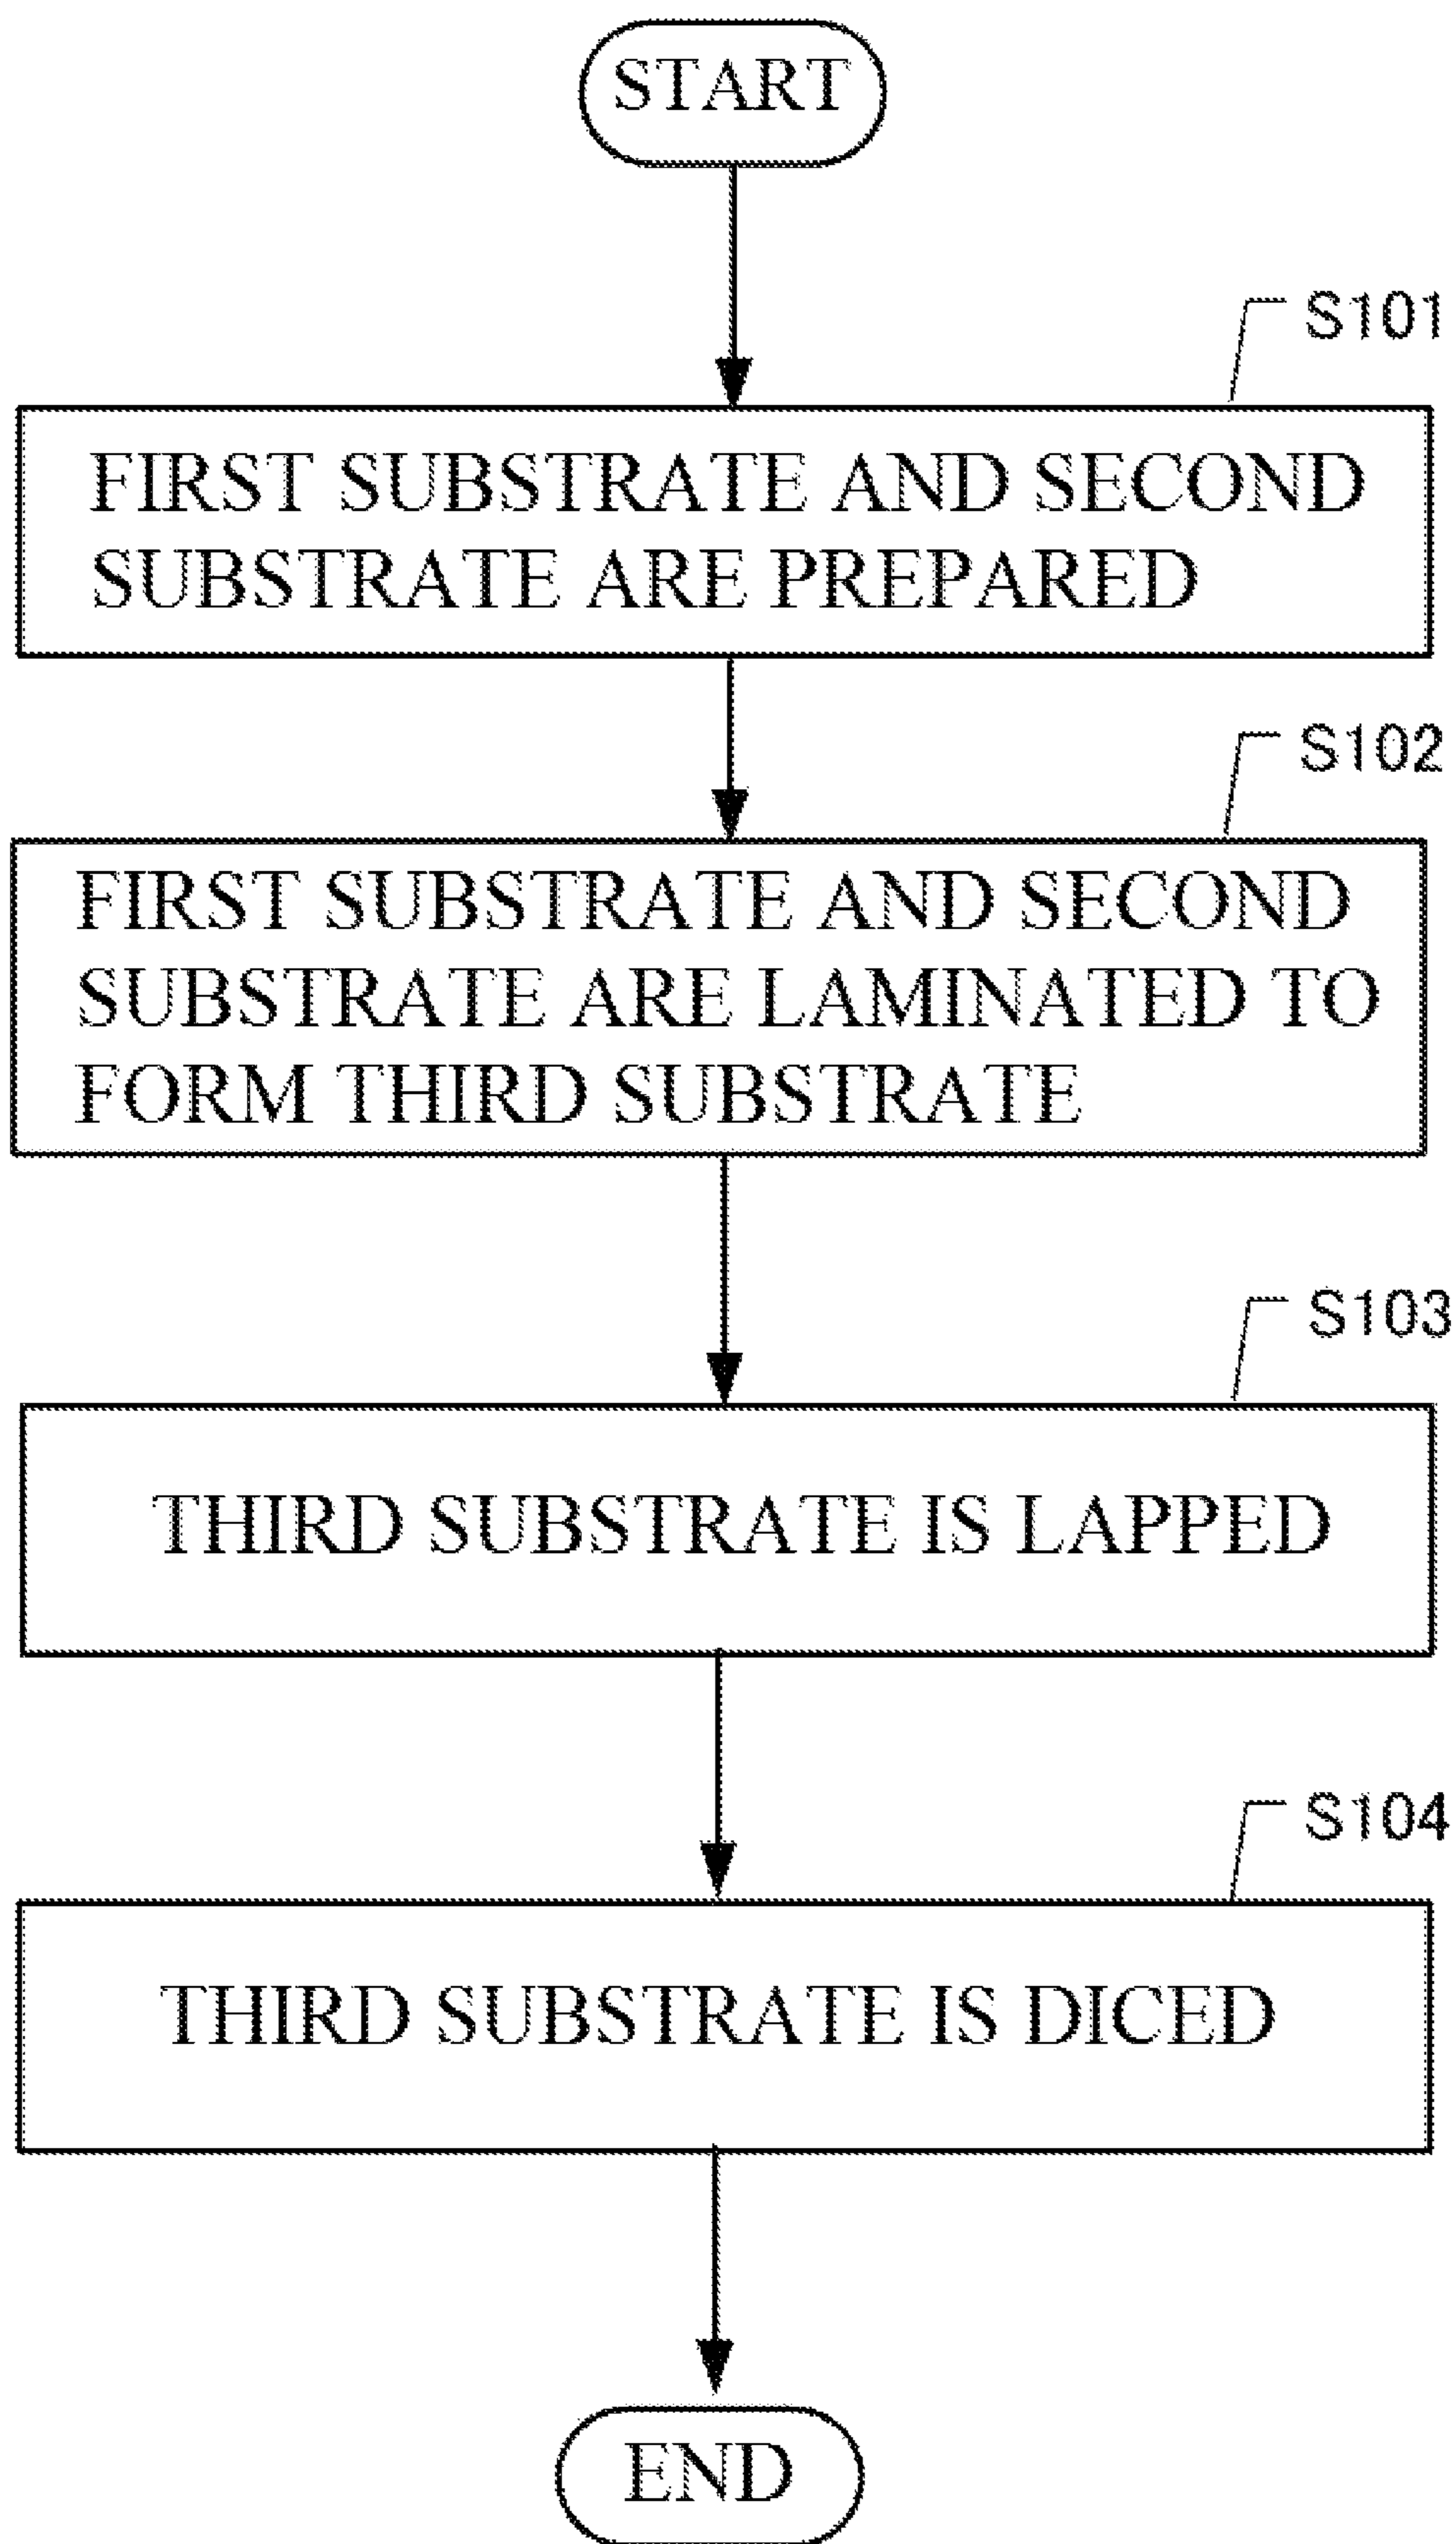 START
S101
FIRST SUBSTRATE AND SECOND
SUBSTRATE ARE PREPARED
S102
FIRST SUBSTRATE AND SECOND
SUBSTRATE ARE LAMINATED TO
FORM THIRD SUBSTRATE
S103
THIRD SUBSTRATE IS LAPPED
S104
THIRD SUBSTRATE IS DICED
END